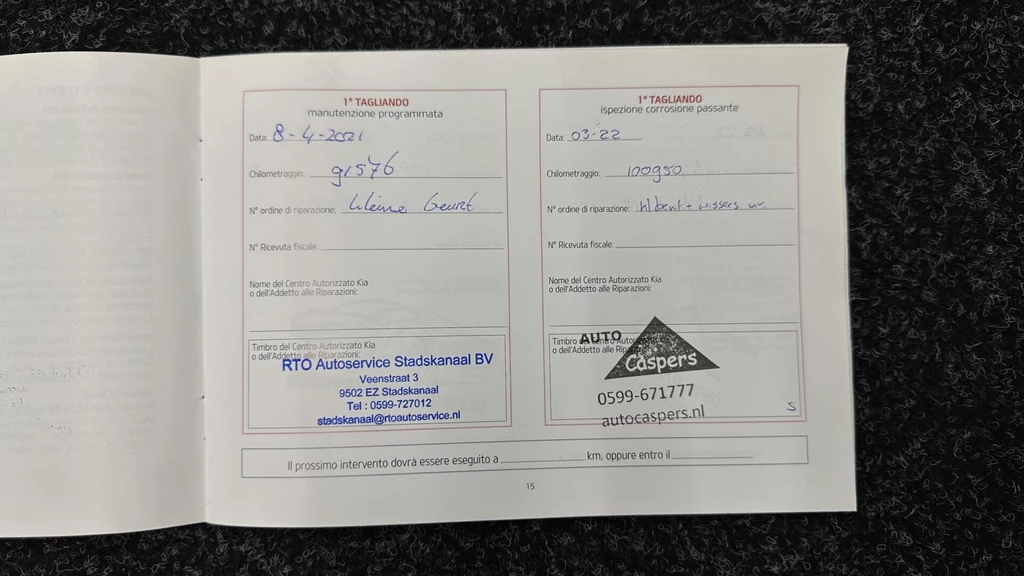 1° TAGLIANDO
manutenzione programmata
Data: 8-4-2021
Chilometraggio: 91576
N° ordine di riparazione: kleine beurt
N° Ricevuta fiscale:
Nome del Centro Autorizzato Kia
o dell'Addetto alle Riparazioni:
Timbro del Centro Autorizzato Kia
o dell'Addetto alle Riparazioni:
RTO Autoservice Stadskanaal BV
Veenstraat 3
9502 EZ Stadskanaal
Tel : 0599-727012
stadskanaal@rtoautoservice.nl
1° TAGLIANDO
ispezione corrosione passante
Data: 03-22
Chilometraggio: 100950
N° ordine di riparazione:
N° Ricevuta fiscale:
Nome del Centro Autorizzato Kia
o dell'Addetto alle Riparazioni:
Timbro del Centro Autorizzato
o dell'Addetto alle Riparazioni:
AUTO
Caspers
0599-671777
autocaspers.nl
S
Il prossimo intervento dovrà essere eseguito a km, oppure entro il
15